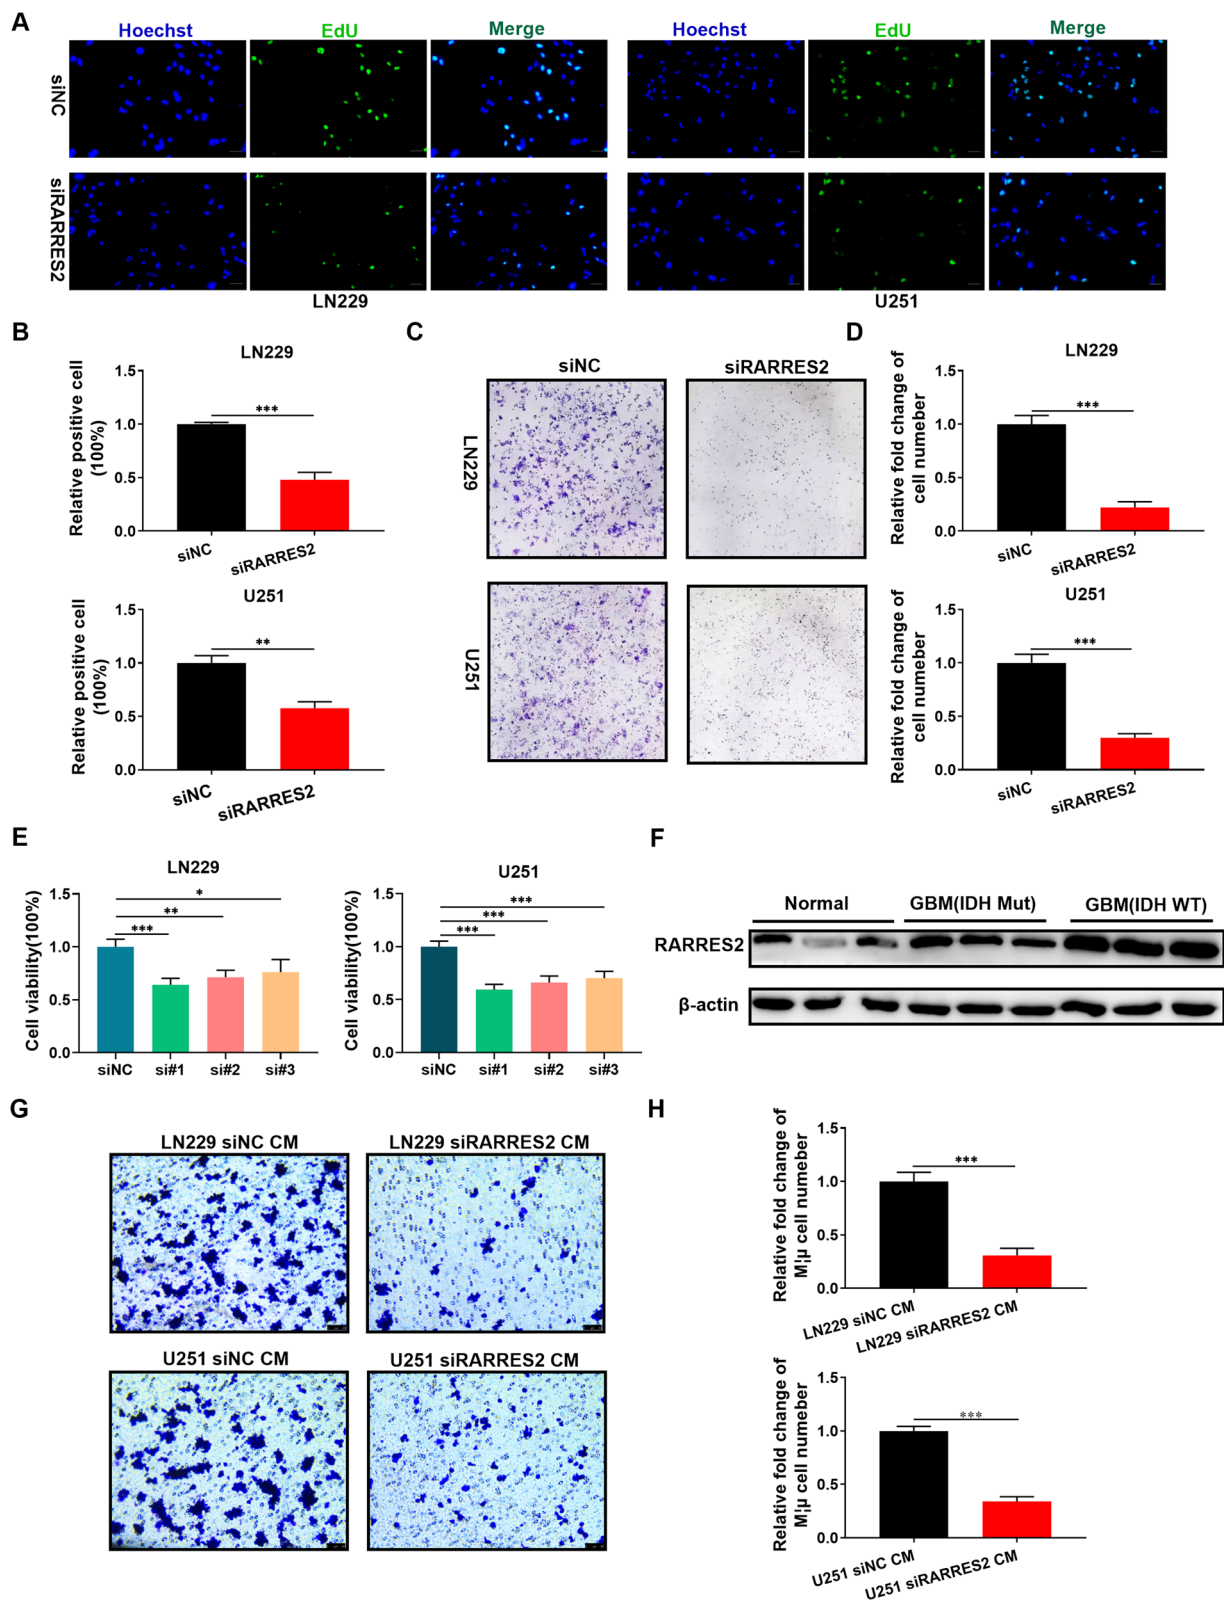 A
Hoechst EdU Merge Hoechst EdU Merge
siNC
siRARRES2
LN229 U251
B
LN229
Relative positive cell
(100%)
1.5
1.0
0.5
0.0
***
siNC siRARRES2
U251
Relative positive cell
(100%)
1.5
1.0
0.5
0.0
**
siNC siRARRES2
C
siNC siRARRES2
LN229
U251
D
LN229
Relative fold change of
cell numeber
1.5
1.0
0.5
0.0
***
siNC siRARRES2
U251
Relative fold change of
cell numeber
1.5
1.0
0.5
0.0
***
siNC siRARRES2
E
LN229
Cell viability(100%)
1.5
1.0
0.5
0.0
*
**
***
siNC si#1 si#2 si#3
U251
Cell viability(100%)
1.5
1.0
0.5
0.0
***
***
***
siNC si#1 si#2 si#3
F
Normal GBM(IDH Mut) GBM(IDH WT)
RARRES2
β-actin
G
LN229 siNC CM LN229 siRARRES2 CM
U251 siNC CM U251 siRARRES2 CM
H
Relative fold change of
M¦µ cell numeber
1.5
1.0
0.5
0.0
***
LN229 siNC CM
LN229 siRARRES2 CM
Relative fold change of
M¦µ cell numeber
1.5
1.0
0.5
0.0
***
U251 siNC CM
U251 siRARRES2 CM